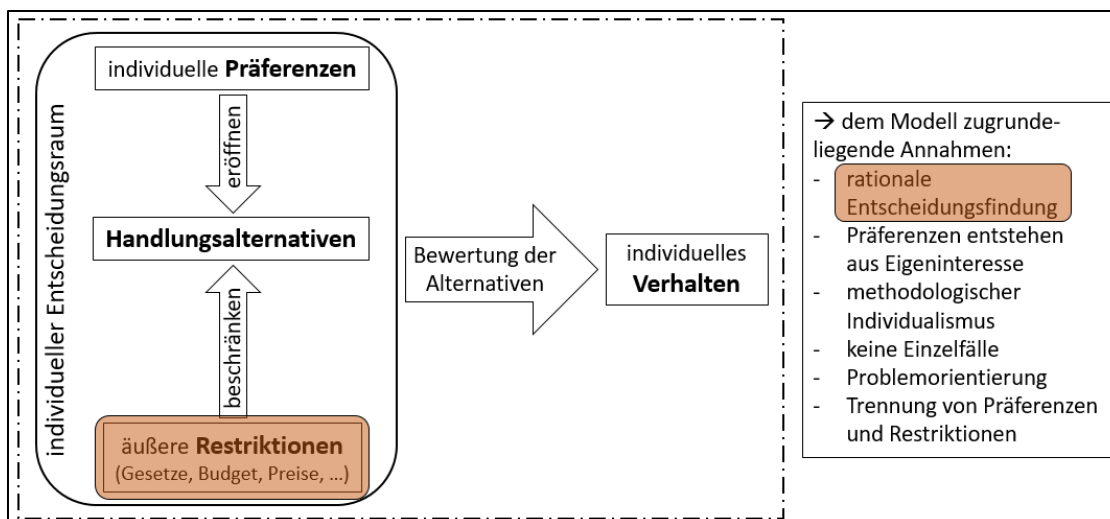 individueller Entscheidungsraum
individuelle Präferenzen
eröffnen
Handlungsalternativen
beschränken
äußere Restriktionen
(Gesetze, Budget, Preise, …)
Bewertung der
Alternativen
individuelles
Verhalten
→ dem Modell zugrunde-
liegende Annahmen:
- rationale
Entscheidungsfindung
- Präferenzen entstehen
aus Eigeninteresse
- methodologischer
Individualismus
- keine Einzelfälle
- Problemorientierung
- Trennung von Präferenzen
und Restriktionen